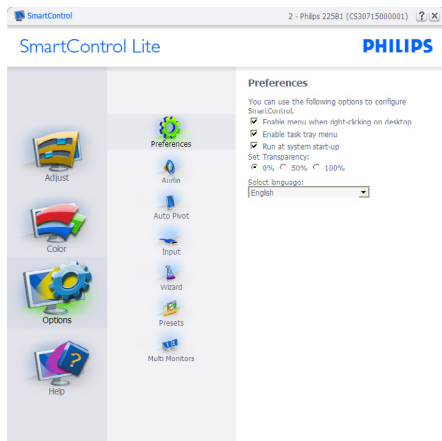 SmartControl
2 - Philips 225B1 (CS30715000001)
?
X
SmartControl Lite
PHILIPS
Adjust
Color
Options
Help
Preferences
Audio
Auto Pivot
Input
Wizard
Presets
Multi Monitors
Preferences
You can use the following options to configure
SmartControl.
Enable menu when right-clicking on desktop
Enable task tray menu
Run at system start-up
Set Transparency:
0% 50% 100%
Select language:
English